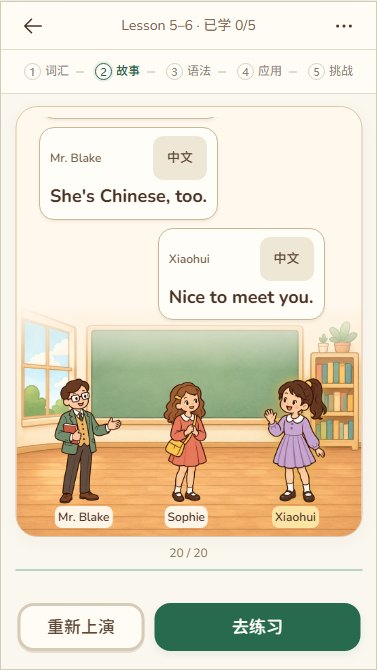 Lesson 5–6 · 已学 0/5
1 词汇 – 2 故事 – 3 语法 – 4 应用 – 5 挑战
Mr. Blake 中文
She's Chinese, too.
Xiaohui 中文
Nice to meet you.
Mr. Blake Sophie Xiaohui
20 / 20
重新上演 去练习